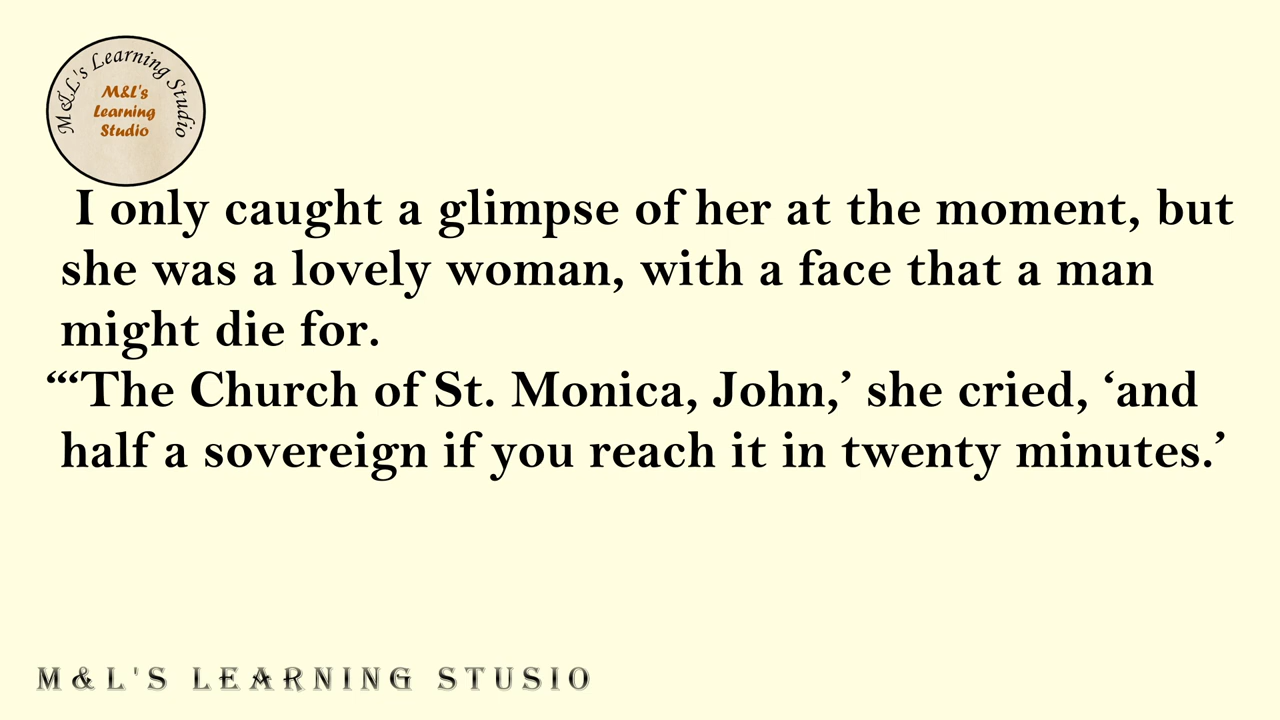 M&L's Learning Studio
M&L's
Learning
Studio
I only caught a glimpse of her at the moment, but
she was a lovely woman, with a face that a man
might die for.
“‘The Church of St. Monica, John,’ she cried, ‘and
half a sovereign if you reach it in twenty minutes.’
M&L'S LEARNING STUSIO